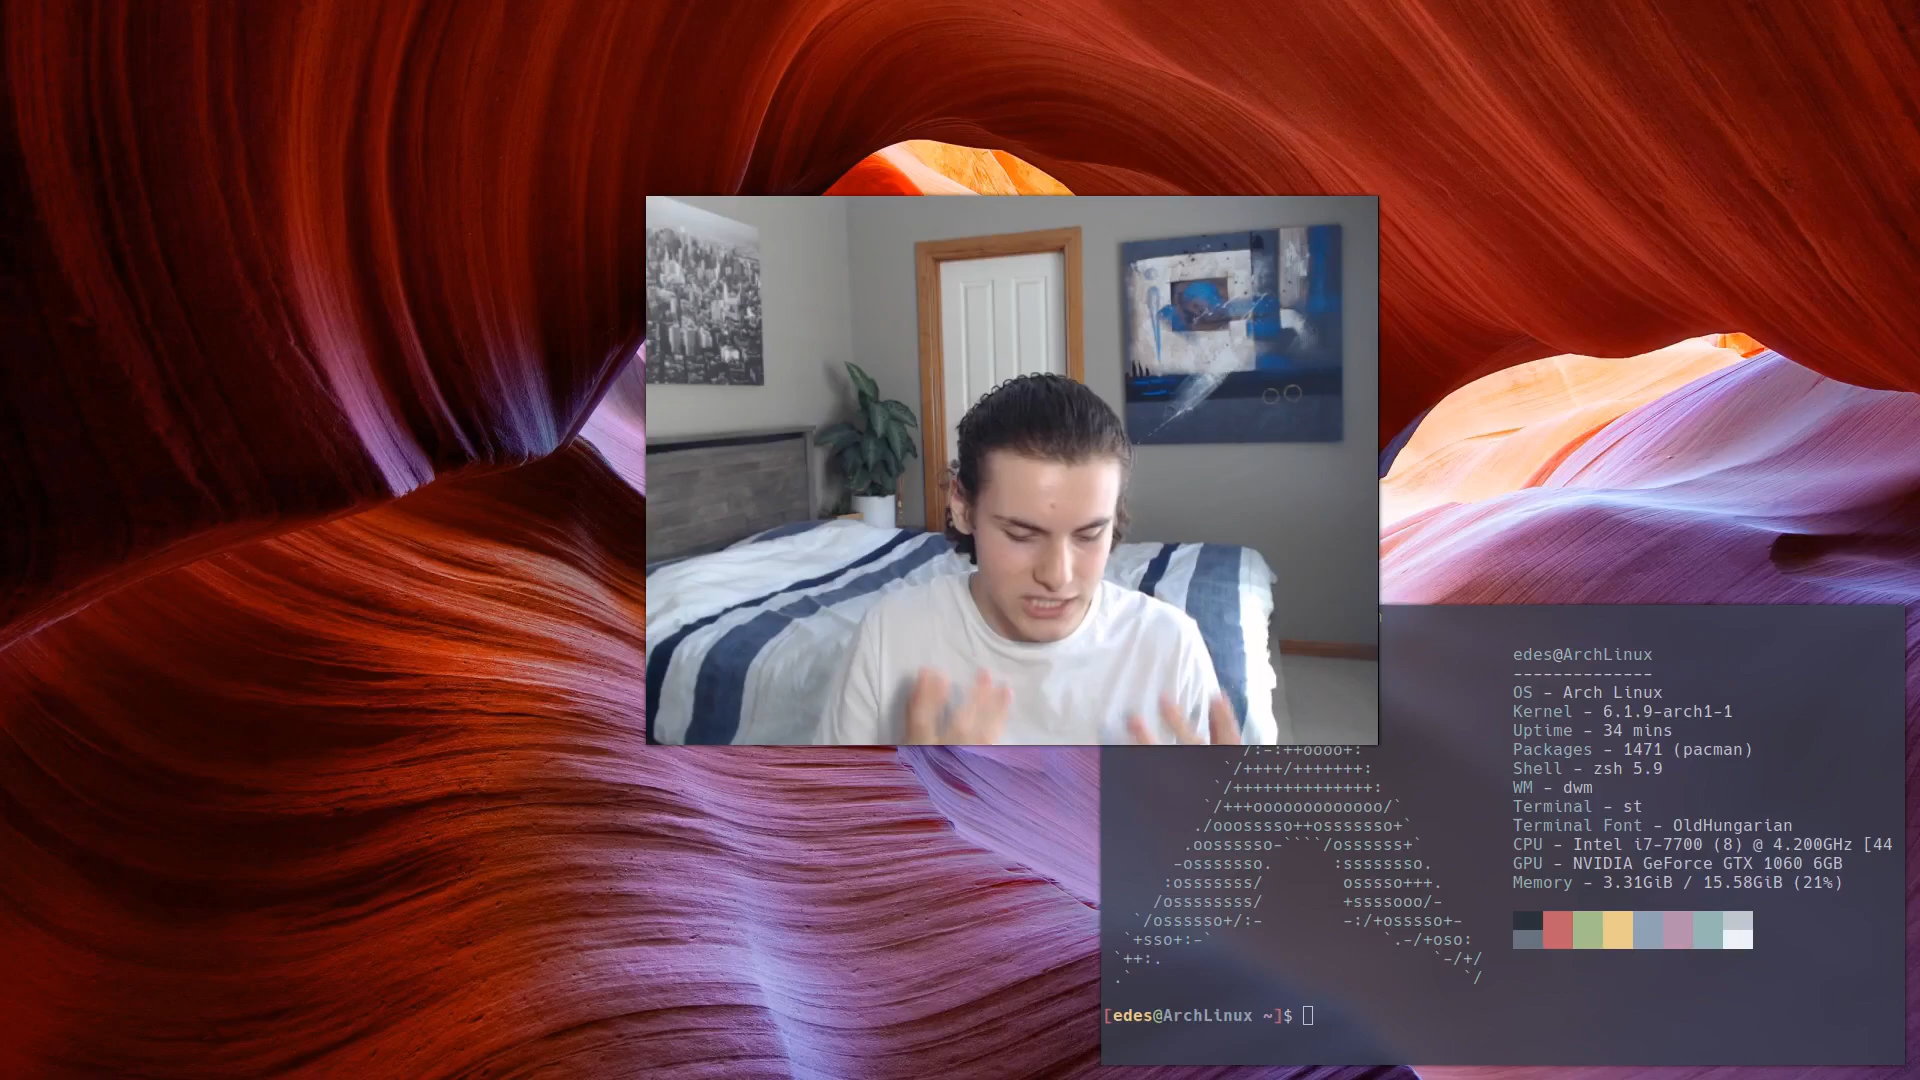 edes@ArchLinux
--------------
OS - Arch Linux
Kernel - 6.1.9-arch1-1
Uptime - 34 mins
Packages - 1471 (pacman)
Shell - zsh 5.9
WM - dwm
Terminal - st
Terminal Font - OldHungarian
CPU - Intel i7-7700 (8) @ 4.200GHz [44
GPU - NVIDIA GeForce GTX 1060 6GB
Memory - 3.31GiB / 15.58GiB (21%)
[edes@ArchLinux ~]$